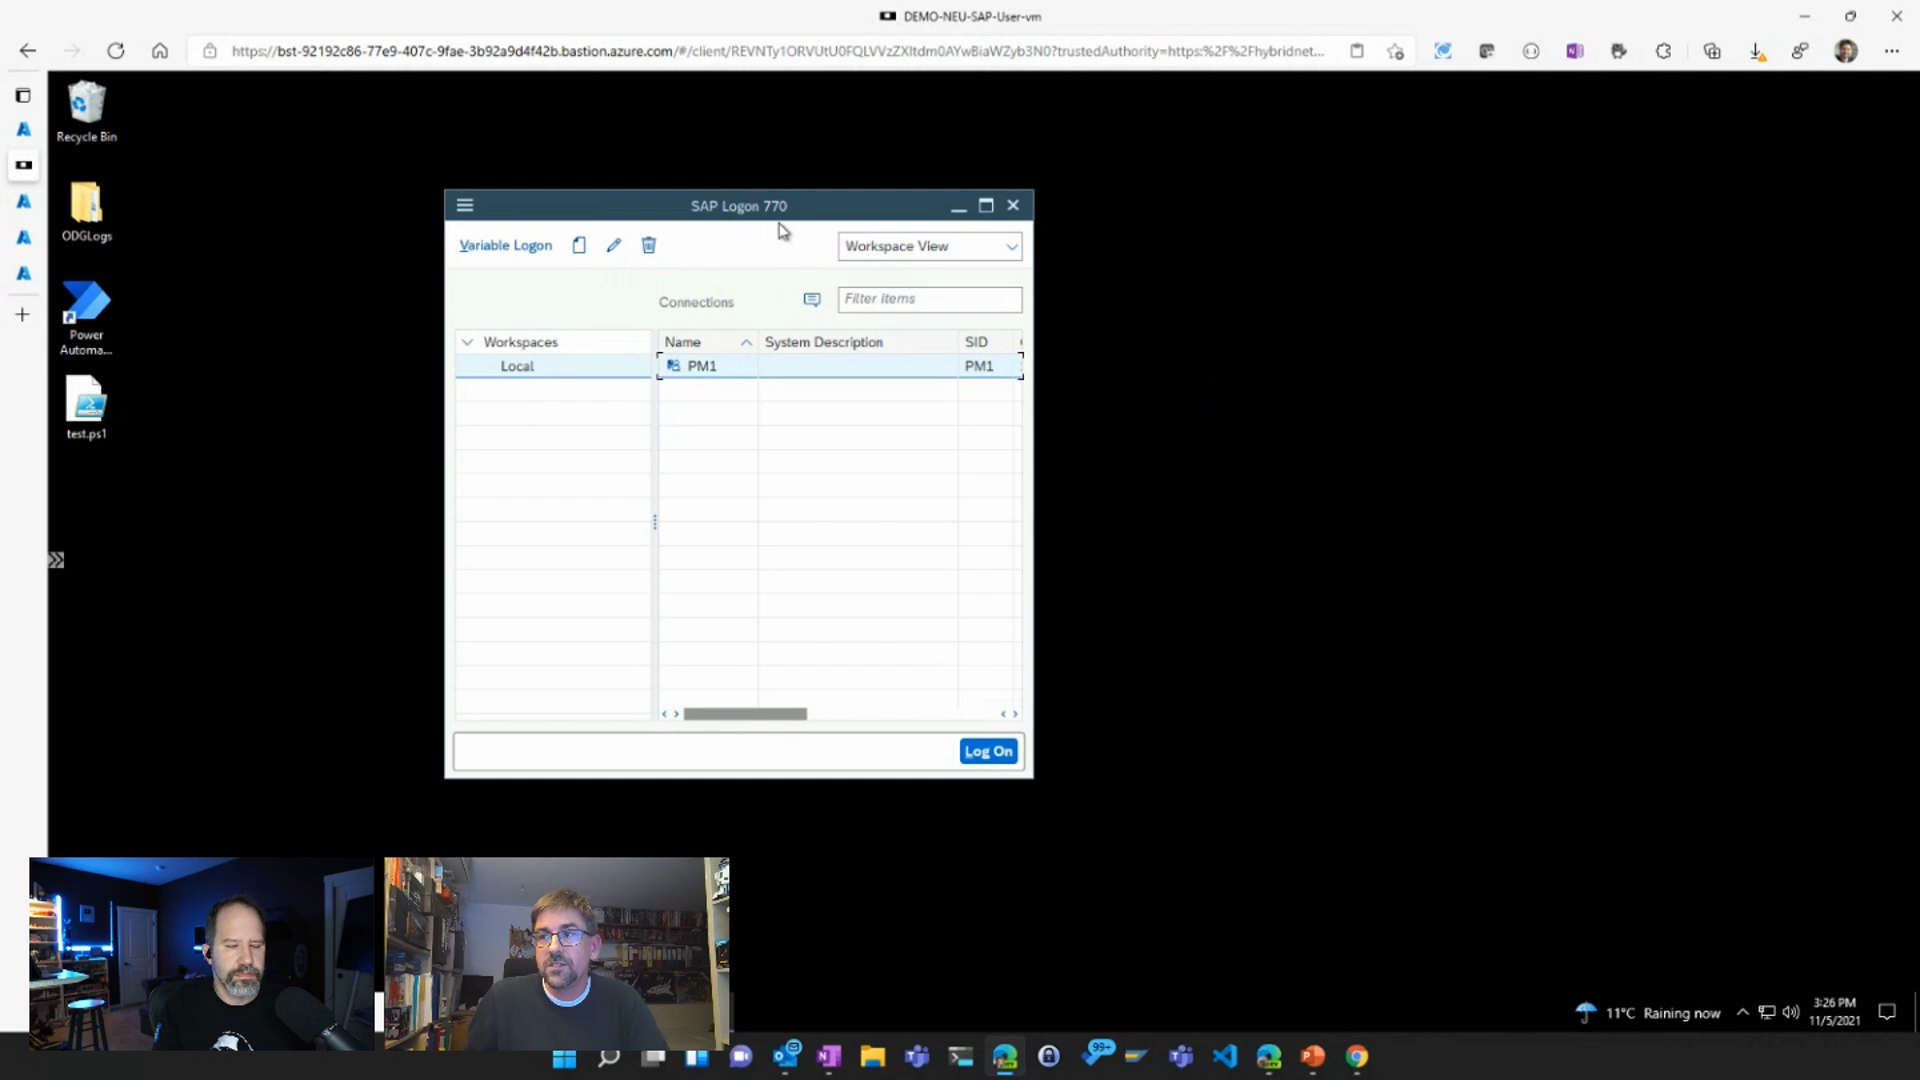 DEMO-NEU-SAP-User-vm
https://bst-92192c86-77e9-407c-9fae-3b92a9d4f42b.bastion.azure.com/#/client/REVNTy1ORVUtU0FQLVVzZXItdm0AYwBiaWZyb3N0?trustedAuthority=https:%2F%2Fhybridnet...
Recycle Bin
ODGLogs
Power
Automa...
test.ps1
SAP Logon 770
Variable Logon
Workspace View
Connections
Filter Items
Workspaces
Name
System Description
SID
Local
PM1
PM1
Log On
11°C Raining now
3:26 PM
11/5/2021
99+